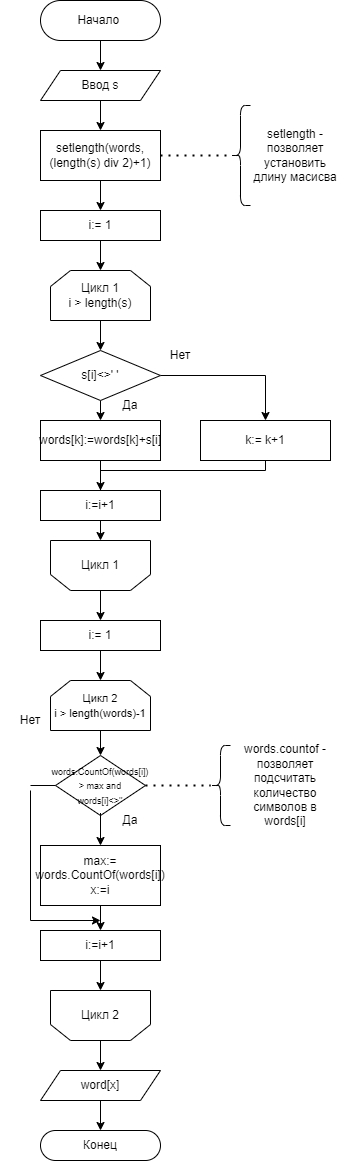 Начало
Ввод s
setlength(words,
(length(s) div 2)+1)
setlength -
позволяет
установить
длину масисва
i:= 1
Цикл 1
i > length(s)
s[i]<>' '
Нет
Да
words[k]:=words[k]+s[i]
k:= k+1
i:=i+1
Цикл 1
i:= 1
Цикл 2
i > length(words)-1
Нет
words.CountOf(words[i])
> max and
words[i]<>''
words.countof -
позволяет
подсчитать
количество
символов в
words[i]
Да
max:=
words.CountOf(words[i])
x:=i
i:=i+1
Цикл 2
word[x]
Конец